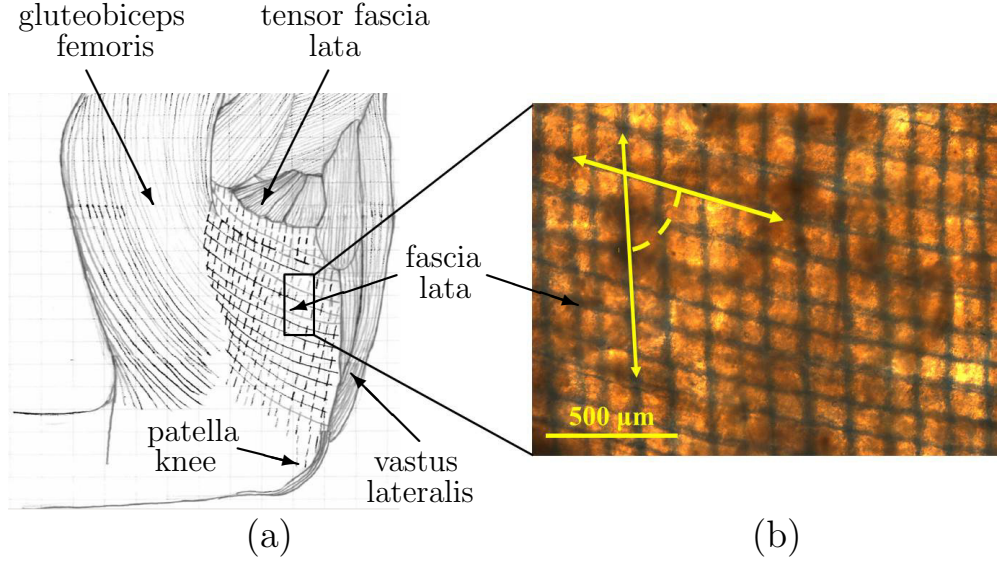 gluteobiceps
femoris
tensor fascia
lata
fascia
lata
500 µm
patella
knee
vastus
lateralis
(a)
(b)